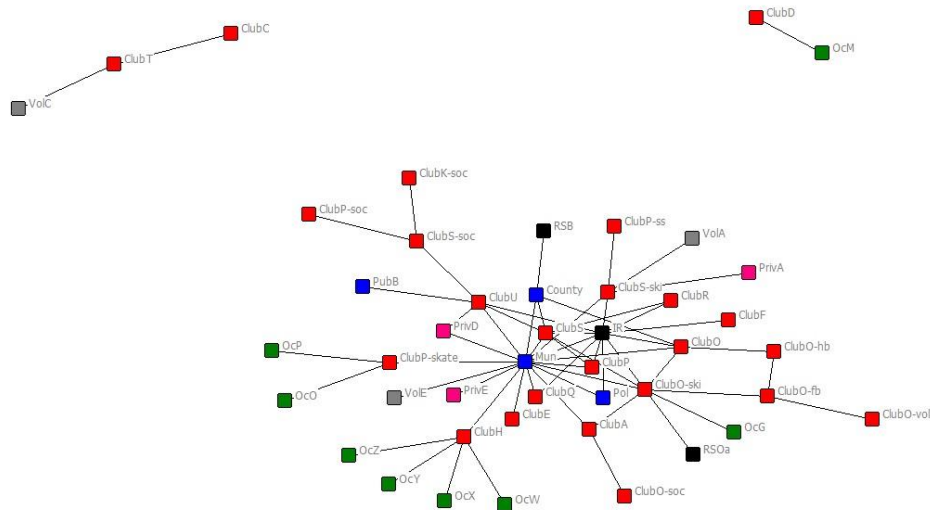 ClubD
ClubC
OcM
ClubT
VolC
ClubK-soc
ClubP-soc
ClubP-ss
RSB
VolA
ClubS-soc
PrivA
PubB
County
ClubS-ski
ClubU
ClubR
ClubF
PrivD
ClubS
IR
ClubO
OcP
ClubO-hb
ClubP-skate
Mun
ClubP
ClubO-ski
VolE
PrivE
ClubQ
Pol
ClubO-fb
ClubE
ClubO-vol
ClubA
OcG
ClubH
OcO
OcZ
RSOa
OcY
OcX
OcW
ClubO-soc